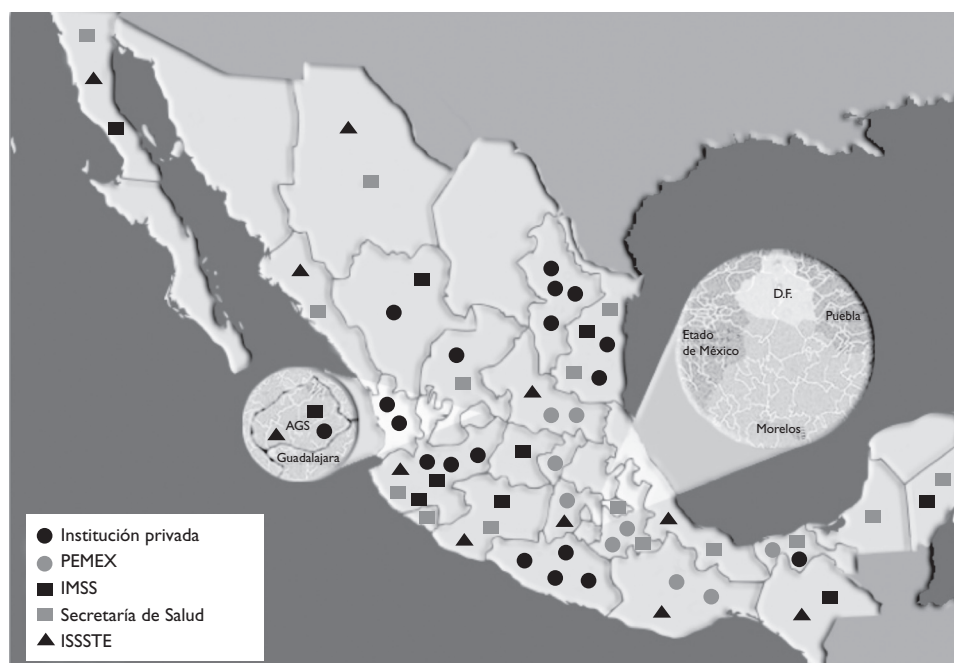 D.F.
Puebla
Etado
de México
Morelos
AGS
Guadalajara
Institución privada
PEMEX
IMSS
Secretaría de Salud
ISSSTE